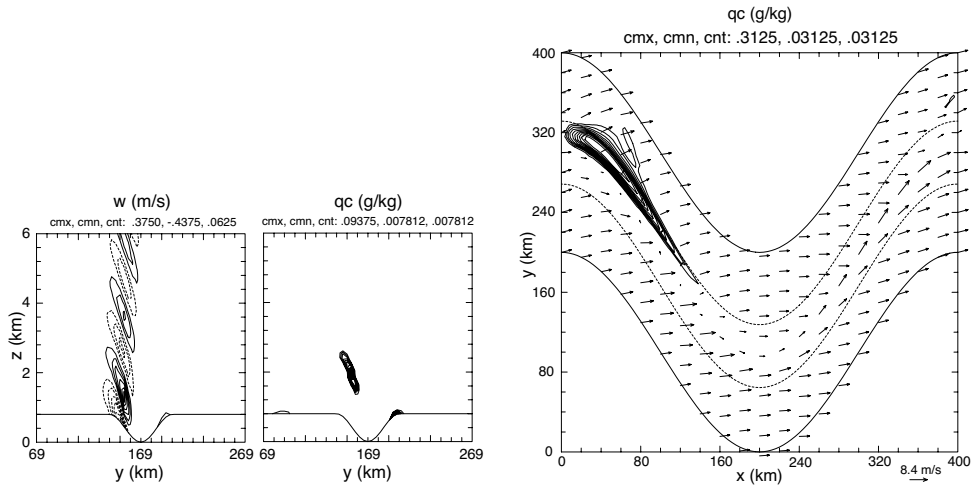 w (m/s)
cmx, cmn, cnt: .3750, -.4375, .0625
6
4
2
0
z (km)
69
169
269
y (km)
qc (g/kg)
cmx, cmn, cnt: .09375, .007812, .007812
69
169
269
y (km)
qc (g/kg)
cmx, cmn, cnt: .3125, .03125, .03125
400
320
240
160
80
0
y (km)
0
80
160
240
320
400
x (km)
8.4 m/s